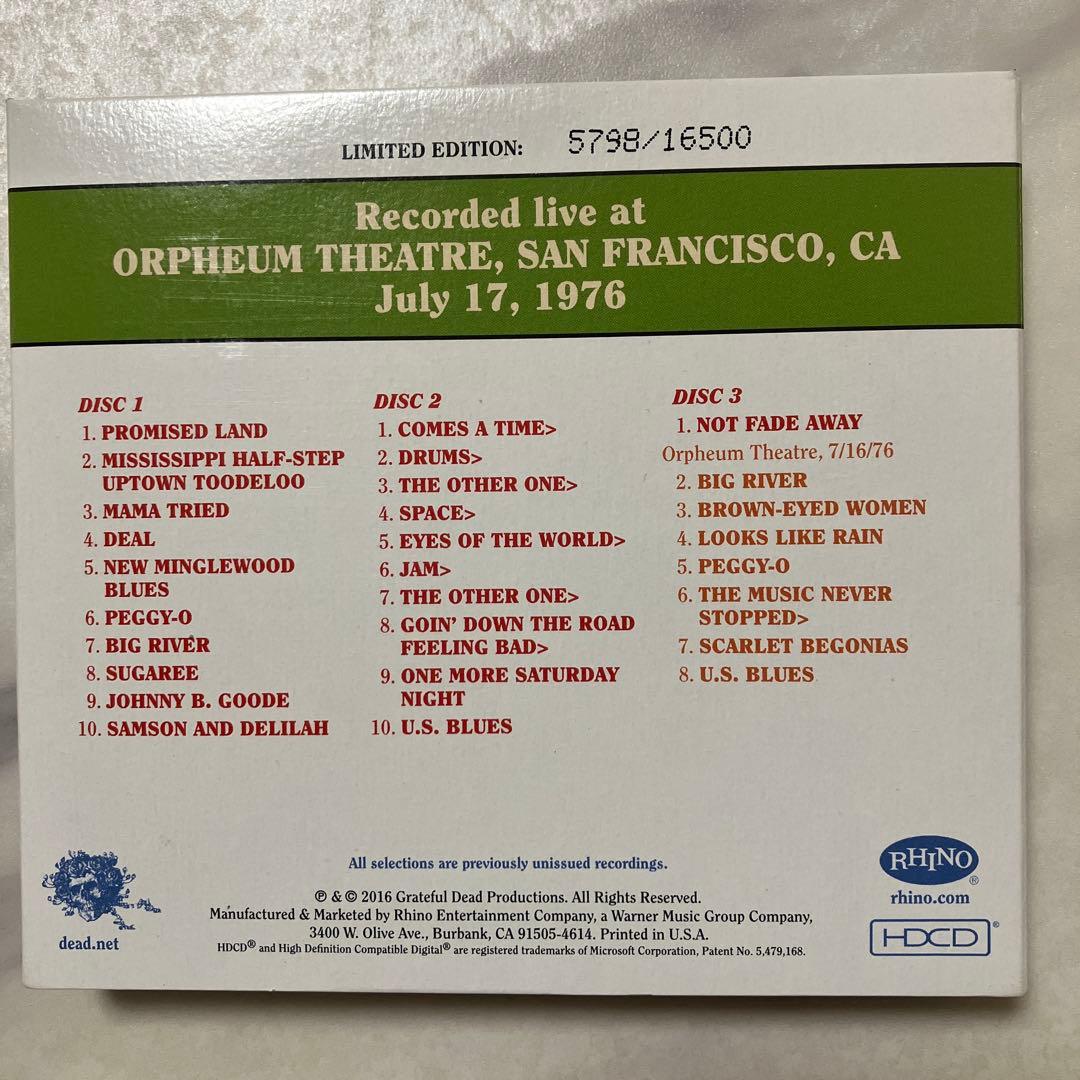 LIMITED EDITION: 5798/16500
Recorded live at
ORPHEUM THEATRE, SAN FRANCISCO, CA
July 17, 1976
DISC 1
1. PROMISED LAND
2. MISSISSIPPI HALF-STEP
UPTOWN TOODELOO
3. MAMA TRIED
4. DEAL
5. NEW MINGLEWOOD
BLUES
6. PEGGY-O
7. BIG RIVER
8. SUGAREE
9. JOHNNY B. GOODE
10. SAMSON AND DELILAH
DISC 2
1. COMES A TIME>
2. DRUMS>
3. THE OTHER ONE>
4. SPACE>
5. EYES OF THE WORLD>
6. JAM>
7. THE OTHER ONE>
8. GOIN' DOWN THE ROAD
FEELING BAD>
9. ONE MORE SATURDAY
NIGHT
10. U.S. BLUES
DISC 3
1. NOT FADE AWAY
Orpheum Theatre, 7/16/76
2. BIG RIVER
3. BROWN-EYED WOMEN
4. LOOKS LIKE RAIN
5. PEGGY-O
6. THE MUSIC NEVER
STOPPED>
7. SCARLET BEGONIAS
8. U.S. BLUES
All selections are previously unissued recordings.
℗ & © 2016 Grateful Dead Productions. All Rights Reserved.
Manufactured & Marketed by Rhino Entertainment Company, a Warner Music Group Company,
3400 W. Olive Ave., Burbank, CA 91505-4614. Printed in U.S.A.
HDCD® and High Definition Compatible Digital® are registered trademarks of Microsoft Corporation, Patent No. 5,479,168.
dead.net
RHINO®
rhino.com
HDCD®